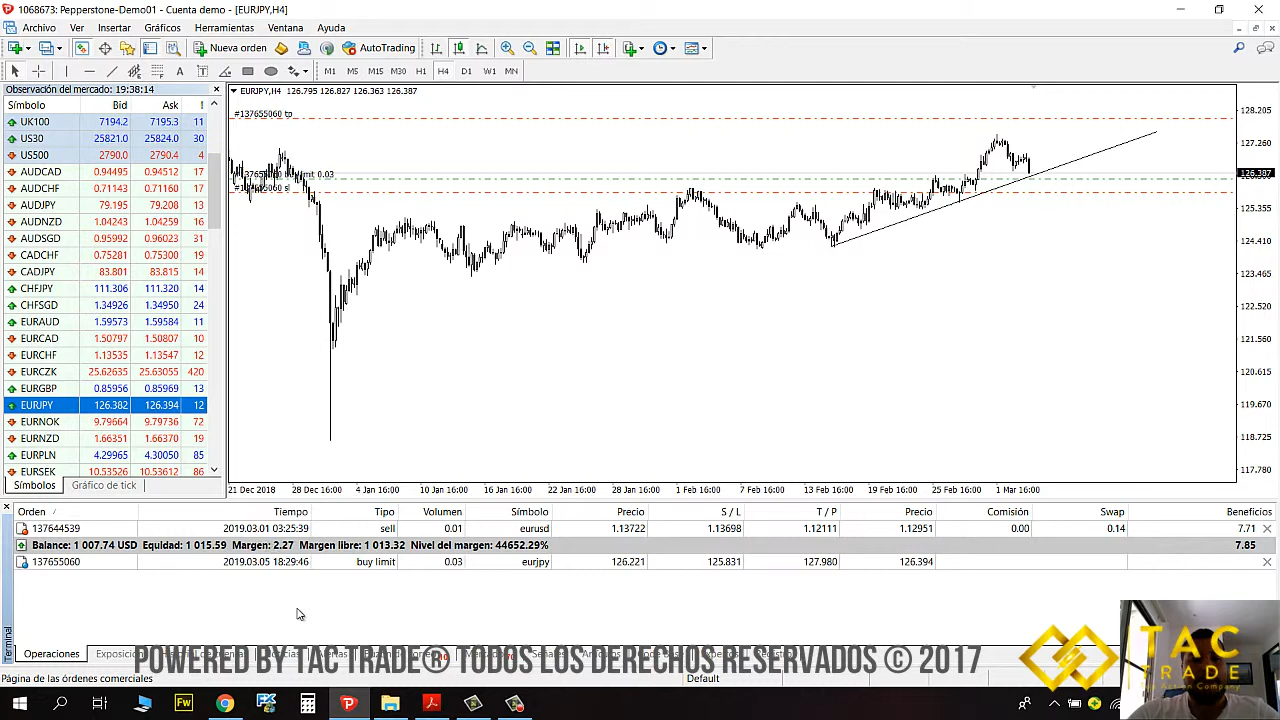 1068673: Pepperstone-Demo01 - Cuenta demo - [EURJPY,H4]
Archivo Ver Insertar Gráficos Herramientas Ventana Ayuda
Nueva orden AutoTrading
A T M1 M5 M15 M30 H1 H4 D1 W1 MN
Observación del mercado: 19:38:14
Símbolo Bid Ask !
UK100 7194.2 7195.3 11
US30 25821.0 25824.0 30
US500 2790.0 2790.4 4
AUDCAD 0.94495 0.94512 17
AUDCHF 0.71143 0.71160 17
AUDJPY 79.195 79.208 13
AUDNZD 1.04243 1.04259 16
AUDSGD 0.95992 0.96023 31
CADCHF 0.75281 0.75300 19
CADJPY 83.801 83.815 14
CHFJPY 111.306 111.320 14
CHFSGD 1.34926 1.34950 24
EURAUD 1.59573 1.59584 11
EURCAD 1.50797 1.50807 10
EURCHF 1.13535 1.13547 12
EURCZK 25.62635 25.63055 420
EURGBP 0.85956 0.85969 13
EURJPY 126.382 126.394 12
EURNOK 9.79664 9.79736 72
EURNZD 1.66351 1.66370 19
EURPLN 4.29965 4.30050 85
EURSEK 10.53526 10.53612 86
Símbolos Gráfico de tick
EURJPY,H4 126.795 126.827 126.363 126.387
#137655060 tp
#137655060 sl
128.205
127.260
126.387
125.355
124.410
123.465
122.505
121.560
120.615
119.670
118.725
117.780
21 Dec 2018 28 Dec 16:00 4 Jan 16:00 10 Jan 16:00 16 Jan 16:00 22 Jan 16:00 28 Jan 16:00 1 Feb 16:00 7 Feb 16:00 13 Feb 16:00 19 Feb 16:00 25 Feb 16:00 1 Mar 16:00
Orden Tiempo Tipo Volumen Símbolo Precio S / L T / P Precio Comisión Swap Beneficios
137644539 2019.03.01 03:25:39 sell 0.01 eurusd 1.13722 1.13698 1.12111 1.12951 0.00 0.14 7.71
Balance: 1 007.74 USD Equidad: 1 015.59 Margen: 2.27 Margen libre: 1 013.32 Nivel del margen: 44652.29% 7.85
137655060 2019.03.05 18:29:46 buy limit 0.03 eurjpy 126.221 125.831 127.980 126.394
Terminal
Operaciones
POWERED BY TAC TRADE® TODOS LOS DERECHOS RESERVADOS © 2017
TAC
TRADE
Página de las órdenes comerciales Default
Fw